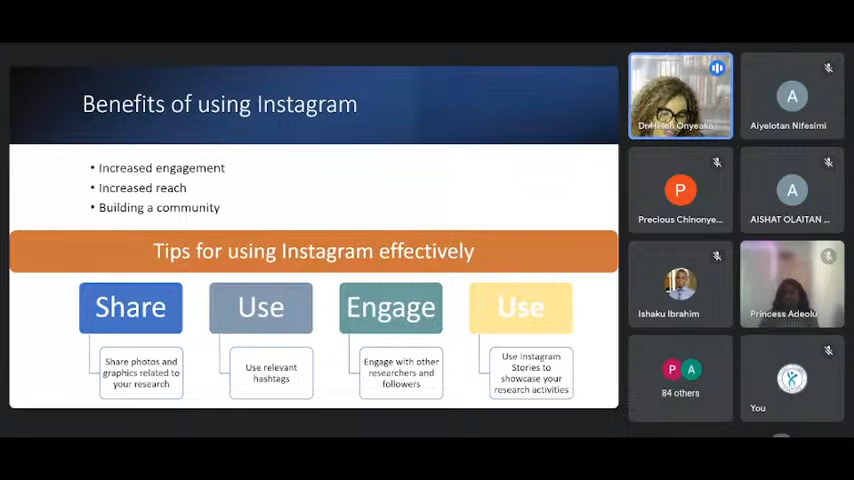 Benefits of using Instagram
• Increased engagement
• Increased reach
• Building a community
Tips for using Instagram effectively
Share
Share photos and
graphics related to
your research
Use
Use relevant
hashtags
Engage
Engage with other
researchers and
followers
Use
Use Instagram
Stories to
showcase your
research activities
Dr Helen Onyeaka
A
Aiyelotan Nifesimi
P
Precious Chinonye...
A
AISHAT OLAITAN ...
Ishaku Ibrahim
Princess Adeolu
P A
84 others
You